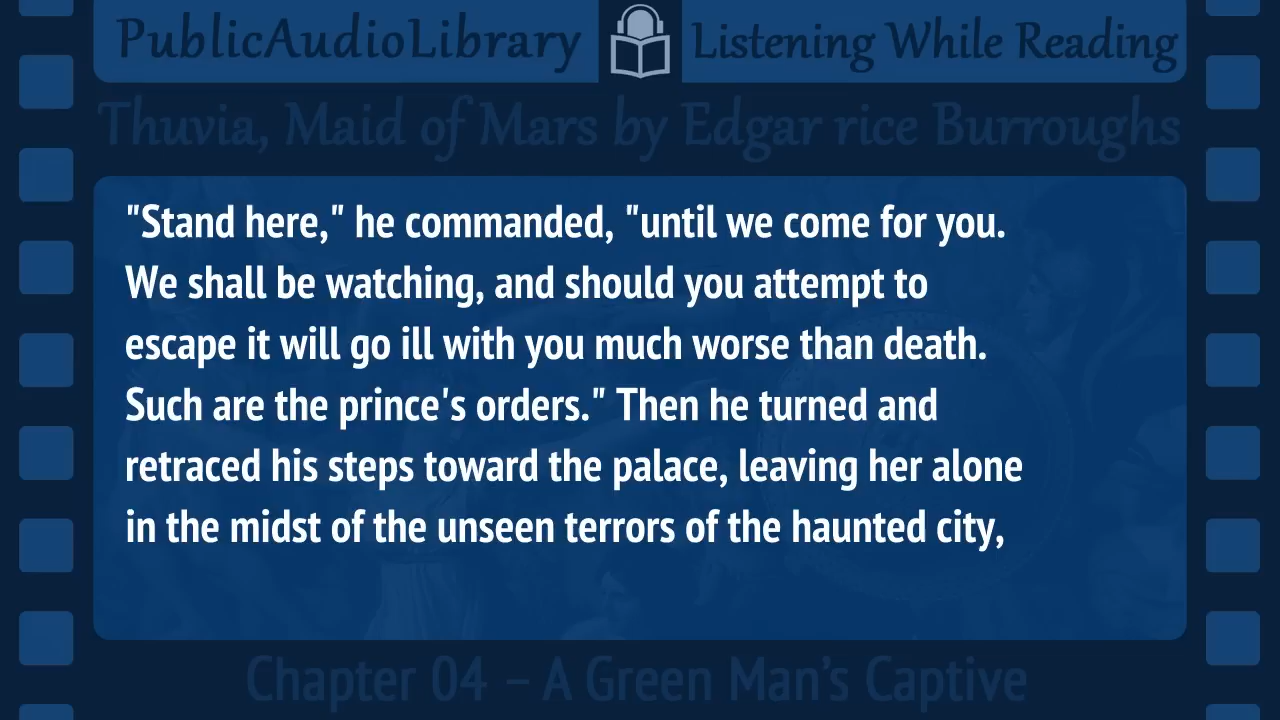 PublicAudioLibrary Listening While Reading
Thuvia, Maid of Mars by Edgar rice Burroughs
"Stand here," he commanded, "until we come for you.
We shall be watching, and should you attempt to
escape it will go ill with you much worse than death.
Such are the prince's orders." Then he turned and
retraced his steps toward the palace, leaving her alone
in the midst of the unseen terrors of the haunted city,
Chapter 04 – A Green Man’s Captive